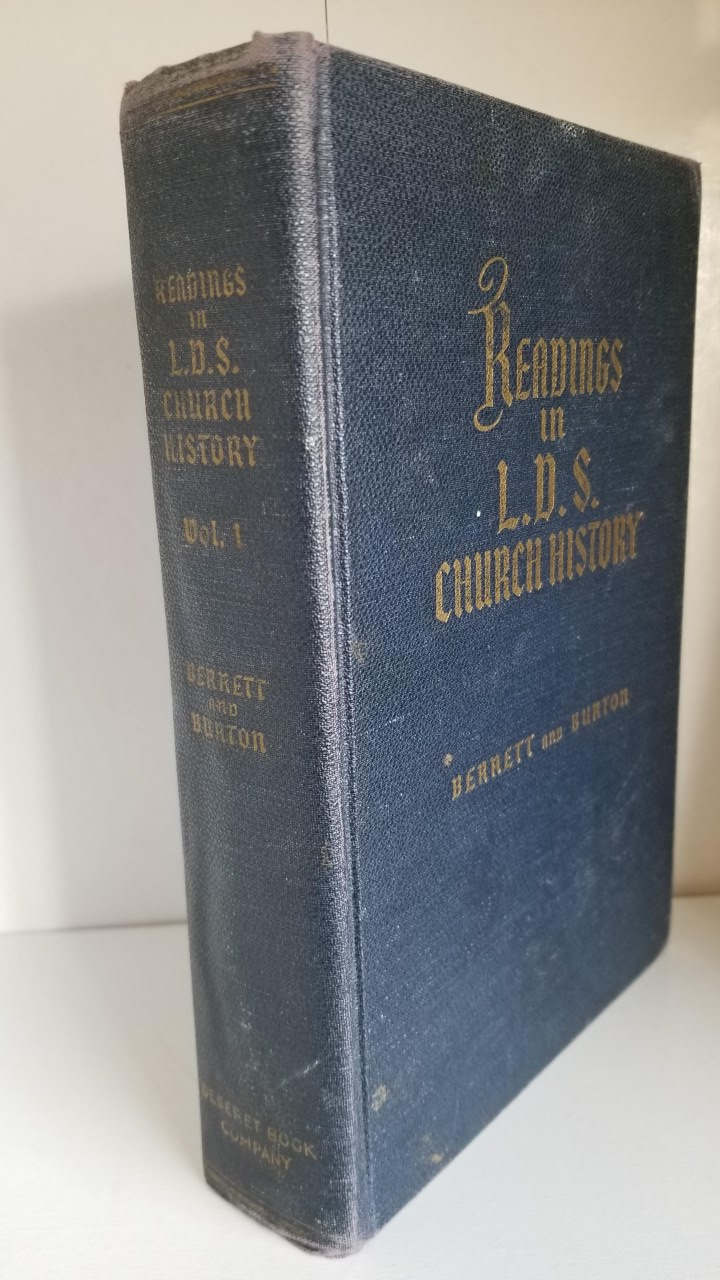 READINGS
in
L.D.S.
CHURCH
HISTORY
Vol. 1
BERRETT
AND
BURTON
DESERET BOOK
COMPANY
READINGS
in
L.D.S.
CHURCH HISTORY
BERRETT AND BURTON